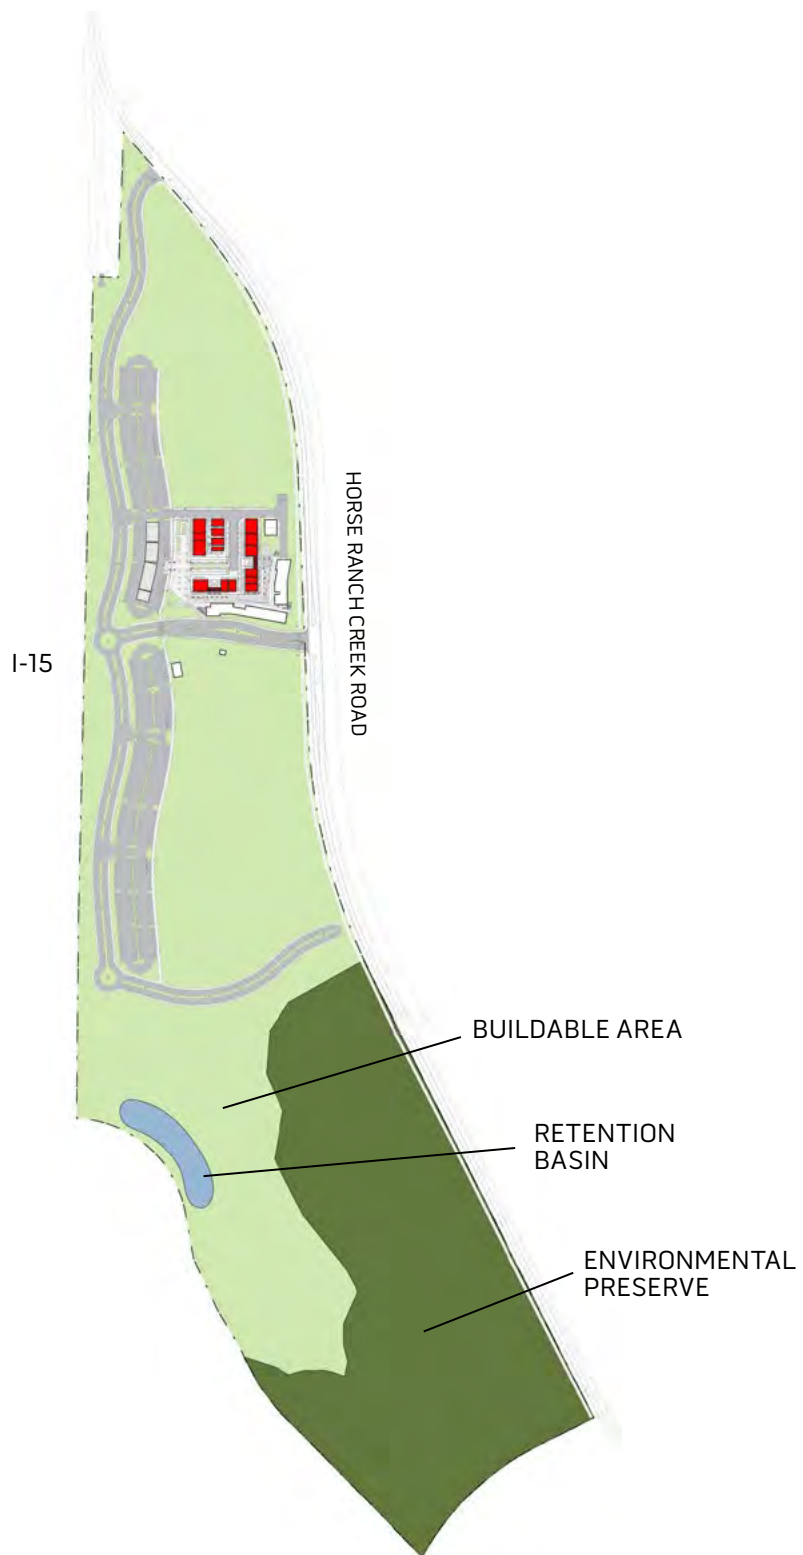 HORSE RANCH CREEK ROAD
I-15
BUILDABLE AREA
RETENTION
BASIN
ENVIRONMENTAL
PRESERVE